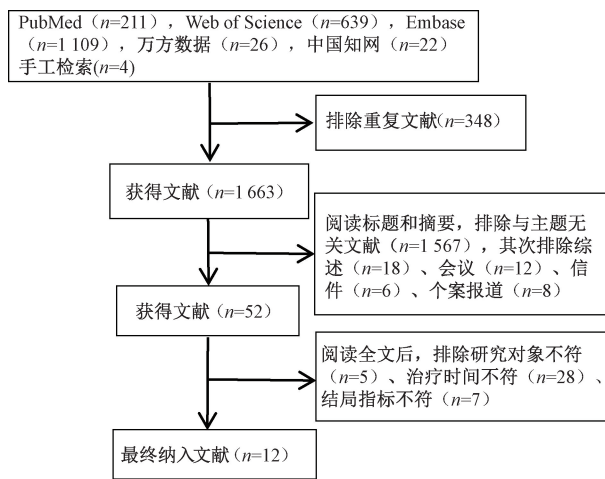 PubMed（n=211），Web of Science（n=639），Embase
（n=1 109），万方数据（n=26），中国知网（n=22）
手工检索(n=4)
排除重复文献(n=348)
获得文献（n=1 663）
阅读标题和摘要，排除与主题无
关文献（n=1 567），其次排除综
述（n=18）、会议（n=12）、信
件（n=6）、个案报道（n=8）
获得文献（n=52）
阅读全文后，排除研究对象不符
（n=5）、治疗时间不符（n=28）、
结局指标不符（n=7）
最终纳入文献（n=12）